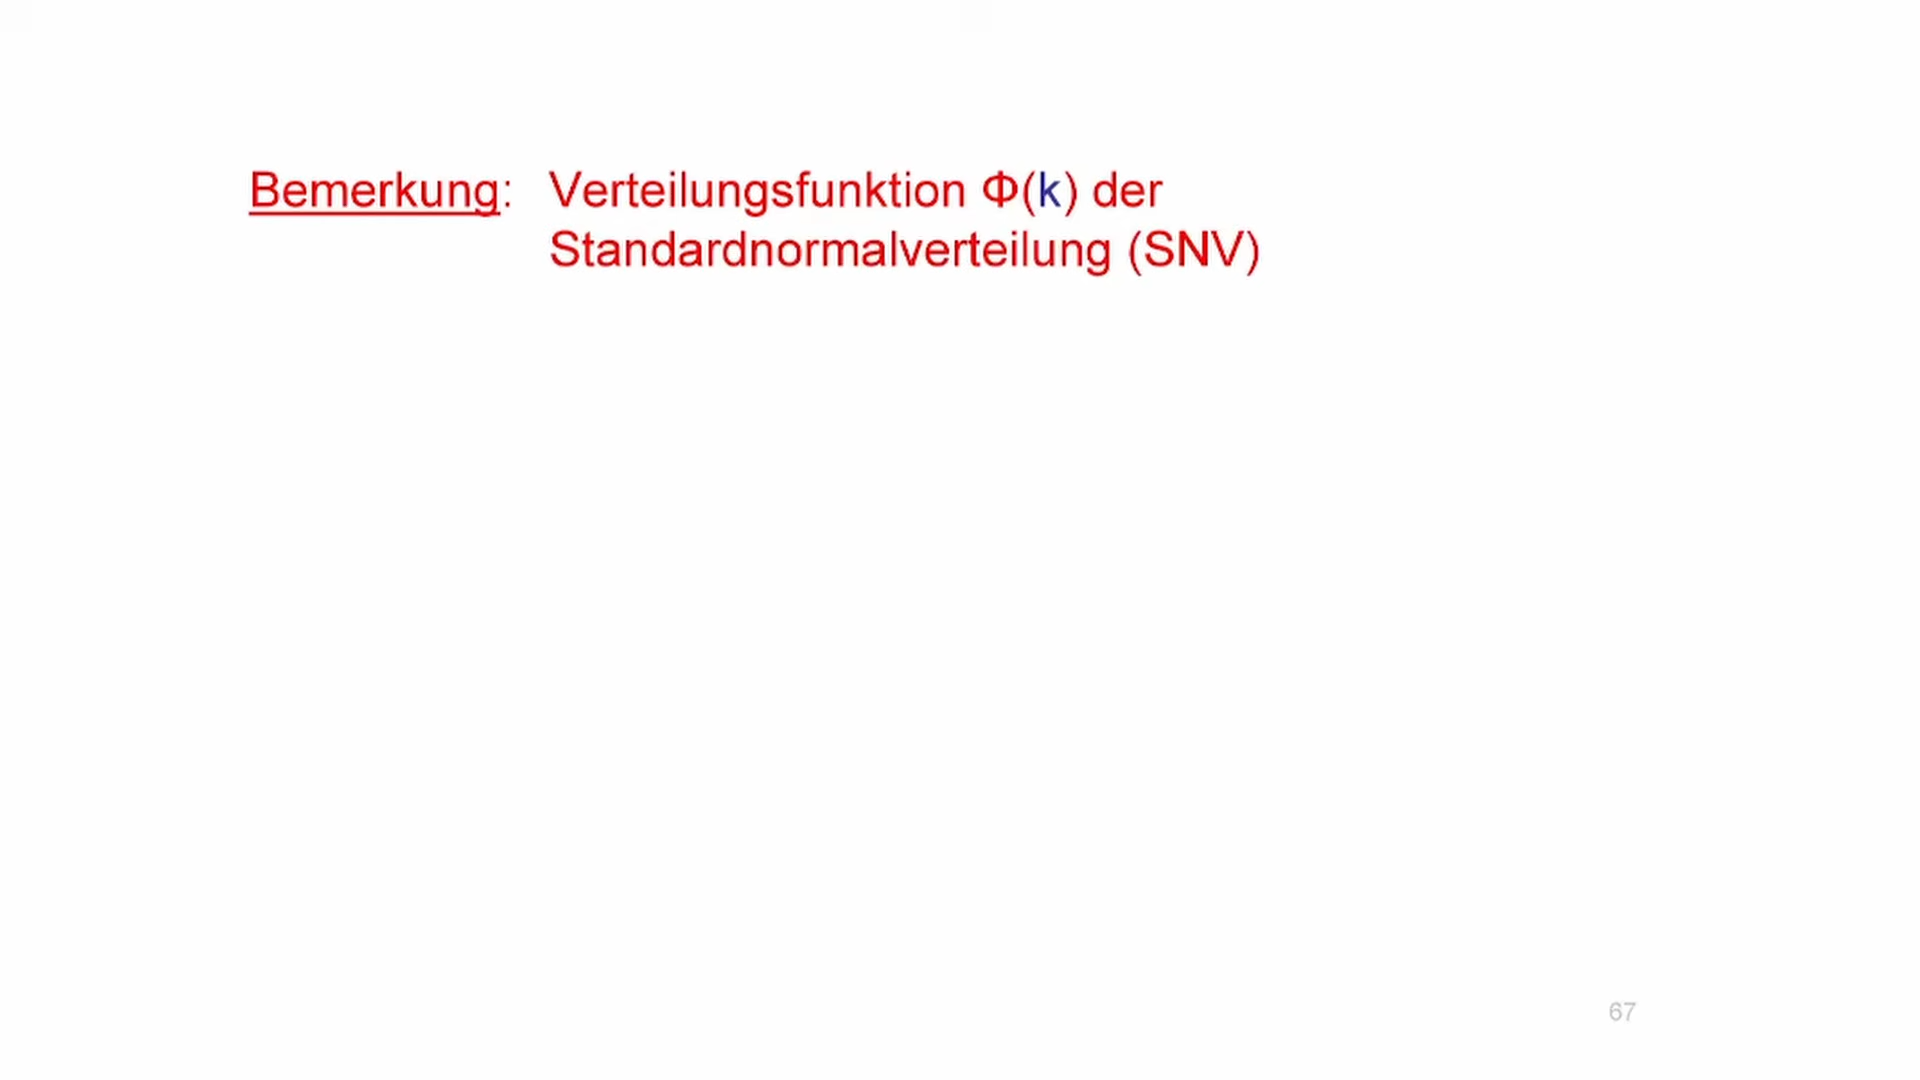 Bemerkung: Verteilungsfunktion Φ(k) der
Standardnormalverteilung (SNV)
67